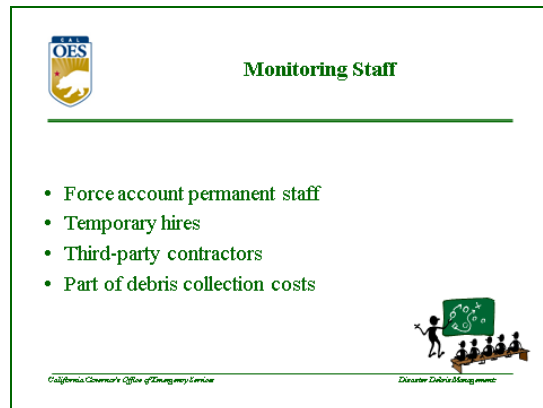 CAL
OES
Monitoring Staff
• Force account permanent staff
• Temporary hires
• Third-party contractors
• Part of debris collection costs
California Governor's Office of Emergency Services
Disaster Debris Management